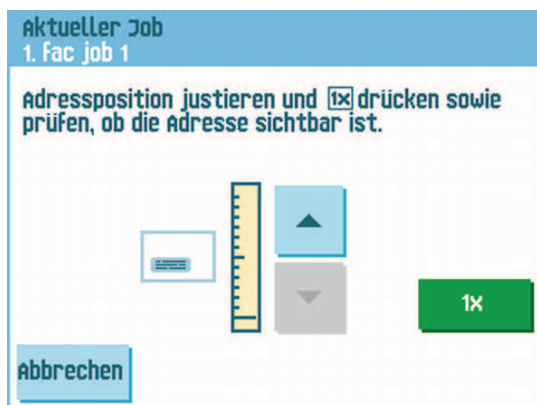 Aktueller Job
1. Fac job 1
Adressposition justieren und 1x drücken sowie
prüfen, ob die Adresse sichtbar ist.
1x
Abbrechen